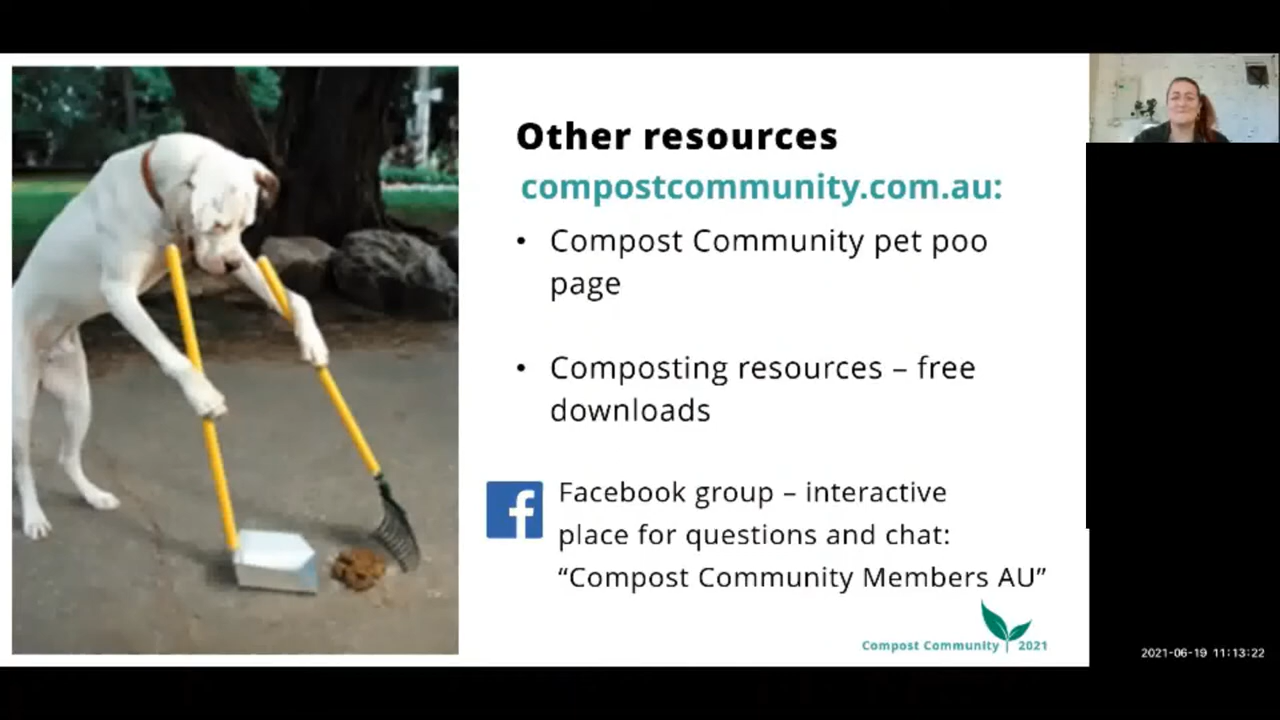 Other resources
compostcommunity.com.au:
• Compost Community pet poo
page
• Composting resources – free
downloads
Facebook group – interactive
place for questions and chat:
“Compost Community Members AU”
Compost Community 2021
2021-06-19 11:13:22